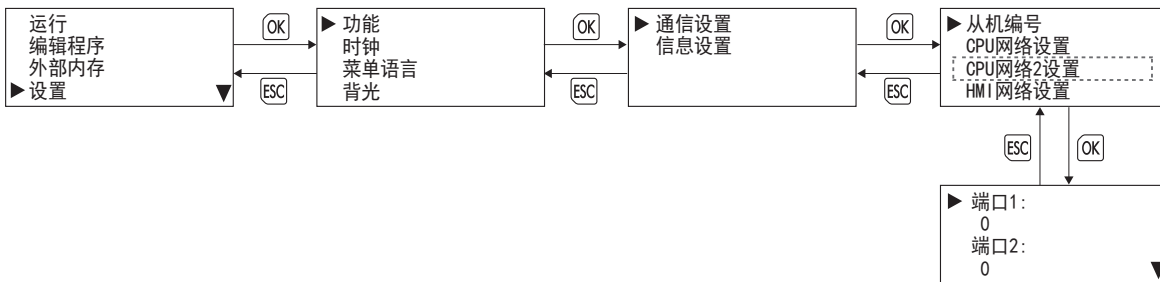 运行
编辑程序
外部内存
▶设置 ▼
OK
ESC
▶ 功能
时钟
菜单语言
背光
OK
ESC
▶ 通信设置
信息设置
OK
ESC
▶ 从机编号
CPU网络设置
CPU网络2设置
HMI网络设置
ESC
OK
▶ 端口1:
0
端口2:
0
▼